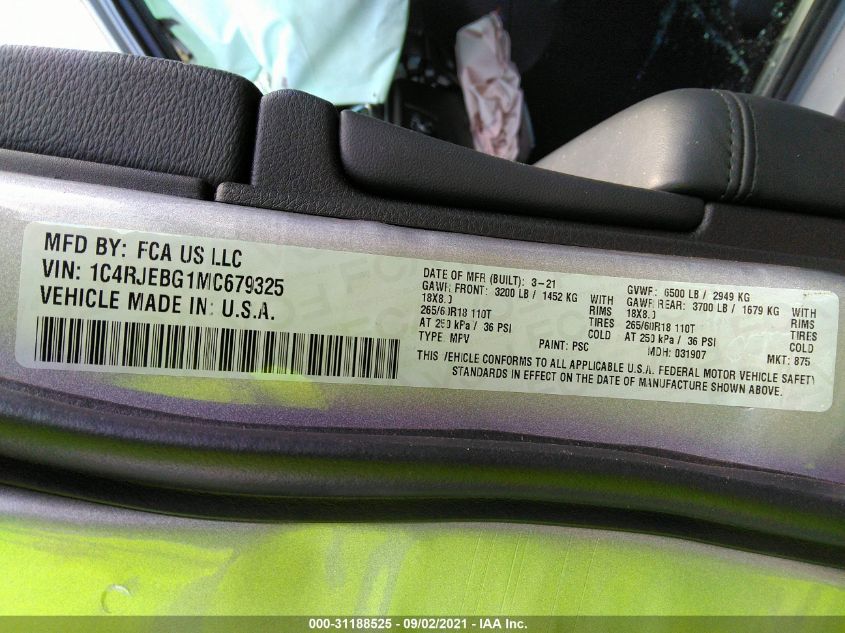 MFD BY: FCA US LLC
VIN: 1C4RJEBG1MC679325
VEHICLE MADE IN: U.S.A.
DATE OF MFR (BUILT): 3-21
GAWR FRONT: 3200 LB / 1452 KG WITH
18X8.0 RIMS
265/60R18 110T TIRES
AT 250 kPa / 36 PSI COLD
TYPE: MPV PAINT: PSC
GVWR: 6500 LB / 2949 KG
GAWR REAR: 3700 LB / 1679 KG WITH
18X8.0 RIMS
265/60R18 110T TIRES
AT 250 kPa / 36 PSI COLD
MDH: 031907 MKT: 875
THIS VEHICLE CONFORMS TO ALL APPLICABLE U.S.A. FEDERAL MOTOR VEHICLE SAFETY
STANDARDS IN EFFECT ON THE DATE OF MANUFACTURE SHOWN ABOVE.
000-31188525 - 09/02/2021 - IAA Inc.